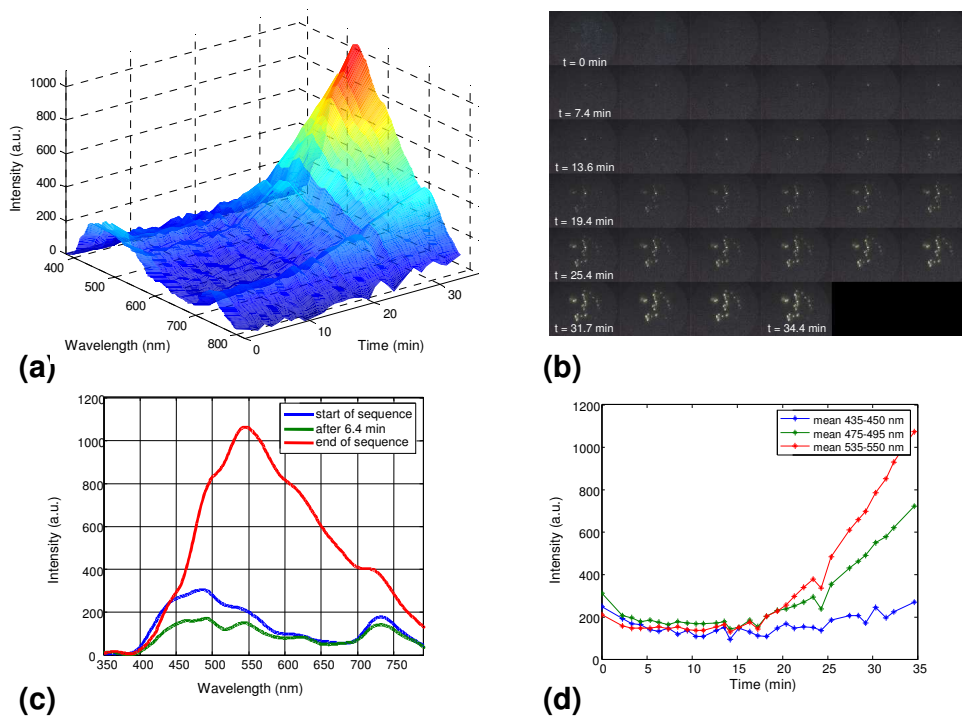 1000
800
600
400
200
0
Intensity (a.u.)
400
500
600
700
800
Wavelength (nm)
0
10
20
30
Time (min)
(a)
t = 0 min
t = 7.4 min
t = 13.6 min
t = 19.4 min
t = 25.4 min
t = 31.7 min
t = 34.4 min
(b)
1200
1000
800
600
400
200
0
Intensity (a.u.)
start of sequence
after 6.4 min
end of sequence
350 400 450 500 550 600 650 700 750
Wavelength (nm)
(c)
1200
1000
800
600
400
200
0
Intensity (a.u.)
mean 435-450 nm
mean 475-495 nm
mean 535-550 nm
0 5 10 15 20 25 30 35
Time (min)
(d)